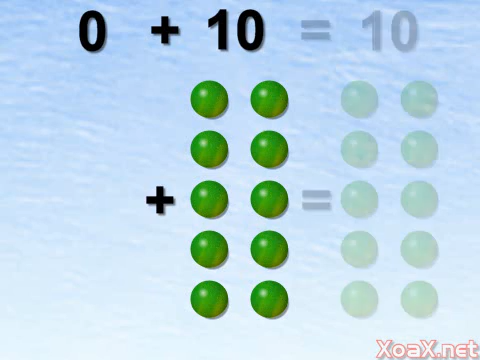 0 + 10 = 10
+ =
XoaX.net